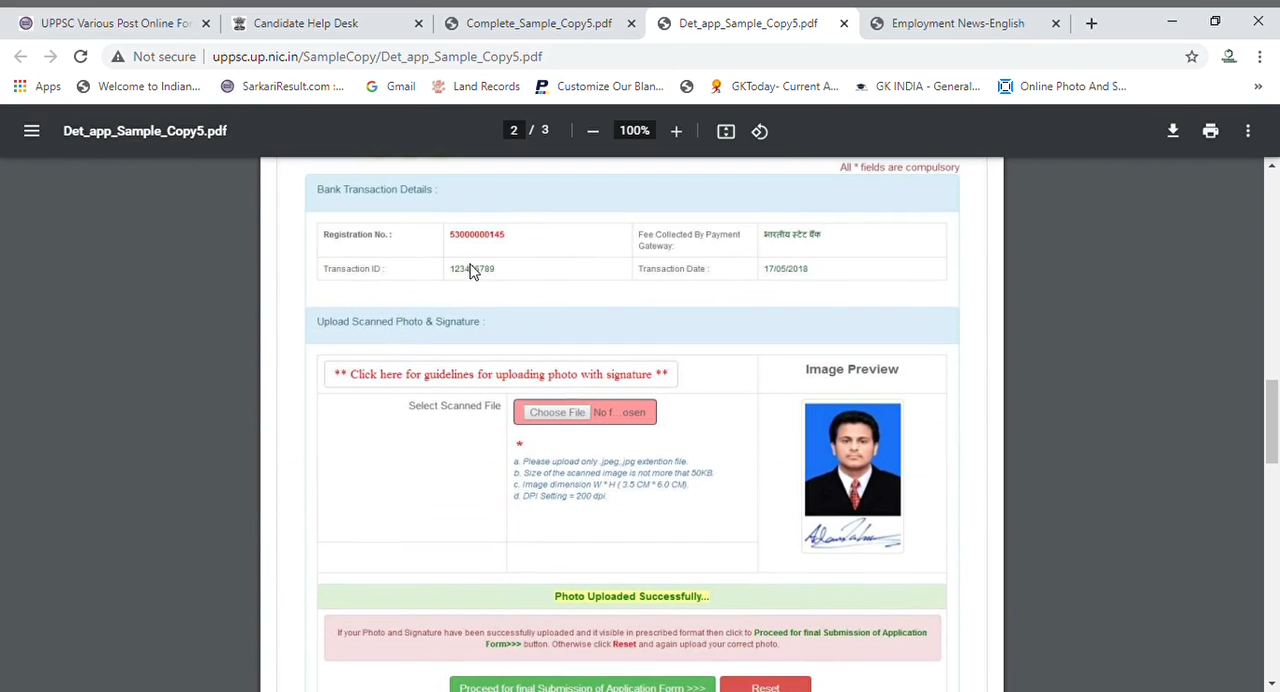 UPPSC Various Post Online For
Candidate Help Desk
Complete_Sample_Copy5.pdf
Det_app_Sample_Copy5.pdf
Employment News-English
Not secure | uppsc.up.nic.in/SampleCopy/Det_app_Sample_Copy5.pdf
Apps
Welcome to Indian...
SarkariResult.com :...
Gmail
Land Records
Customize Our Blan...
GKToday- Current A...
GK INDIA - General...
Online Photo And S...
Det_app_Sample_Copy5.pdf
2 / 3
100%
All * fields are compulsory
Bank Transaction Details :
Registration No. :
53000000145
Fee Collected By Payment
Gateway:
भारतीय स्टेट बैंक
Transaction ID :
123456789
Transaction Date :
17/05/2018
Upload Scanned Photo & Signature :
** Click here for guidelines for uploading photo with signature **
Image Preview
Select Scanned File
Choose File No f...osen
*
a. Please upload only .jpeg,.jpg extention file.
b. Size of the scanned image is not more that 50KB.
c. Image dimension W * H ( 3.5 CM * 6.0 CM).
d. DPI Setting = 200 dpi.
Photo Uploaded Successfully...
If your Photo and Signature have been successfully uploaded and it visible in prescribed format then click to Proceed for final Submission of Application
Form>>> button. Otherwise click Reset and again upload your correct photo.
Proceed for final Submission of Application Form >>>
Reset